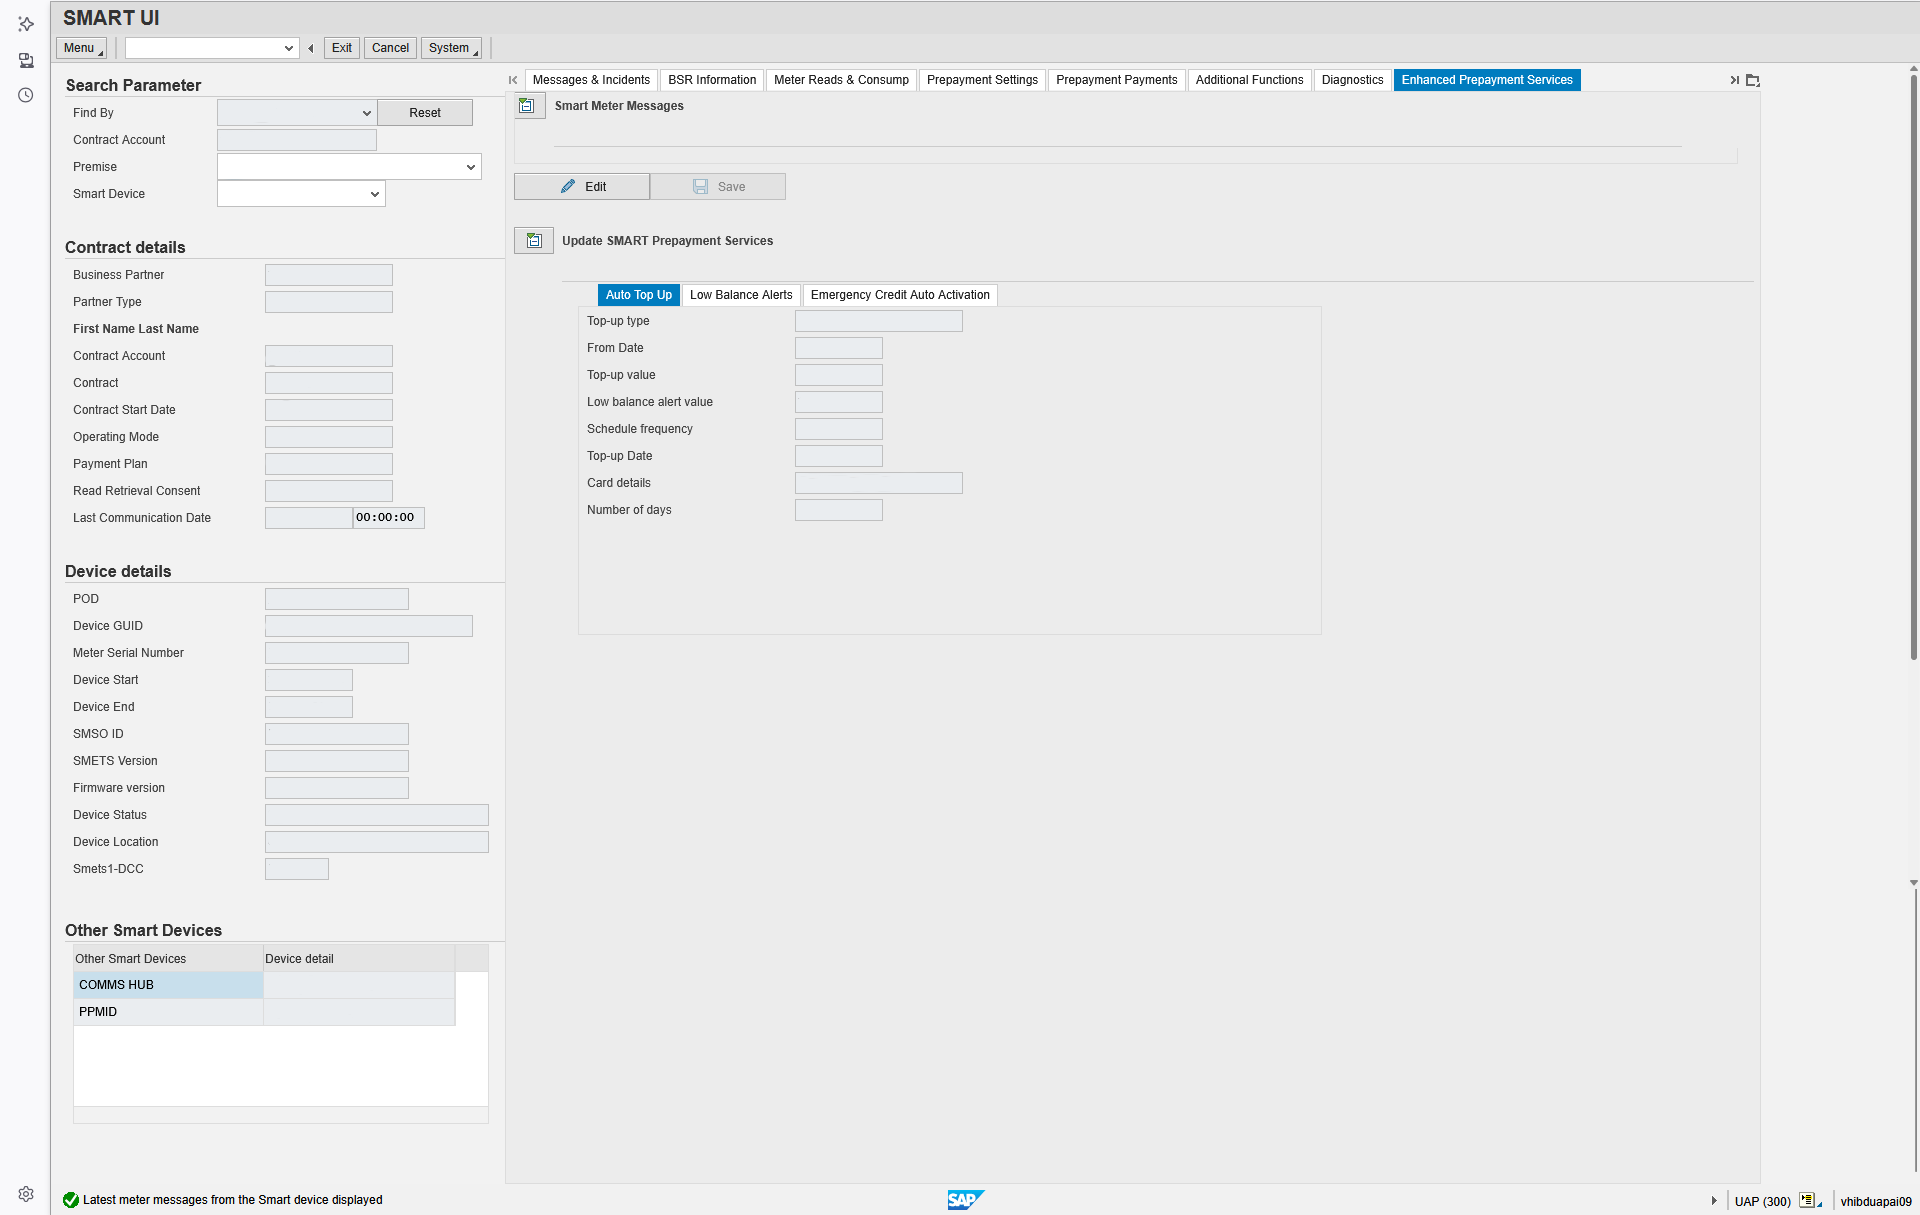 SMART UI
Menu Exit Cancel System
Search Parameter
Find By Reset
Contract Account
Premise
Smart Device
Contract details
Business Partner
Partner Type
First Name Last Name
Contract Account
Contract
Contract Start Date
Operating Mode
Payment Plan
Read Retrieval Consent
Last Communication Date 00:00:00
Device details
POD
Device GUID
Meter Serial Number
Device Start
Device End
SMSO ID
SMETS Version
Firmware version
Device Status
Device Location
Smets1-DCC
Other Smart Devices
Other Smart Devices Device detail
COMMS HUB
PPMID
Messages & Incidents BSR Information Meter Reads & Consump Prepayment Settings Prepayment Payments Additional Functions Diagnostics Enhanced Prepayment Services
Smart Meter Messages
Edit Save
Update SMART Prepayment Services
Auto Top Up Low Balance Alerts Emergency Credit Auto Activation
Top-up type
From Date
Top-up value
Low balance alert value
Schedule frequency
Top-up Date
Card details
Number of days
Latest meter messages from the Smart device displayed
SAP
UAP (300) vhibduapai09